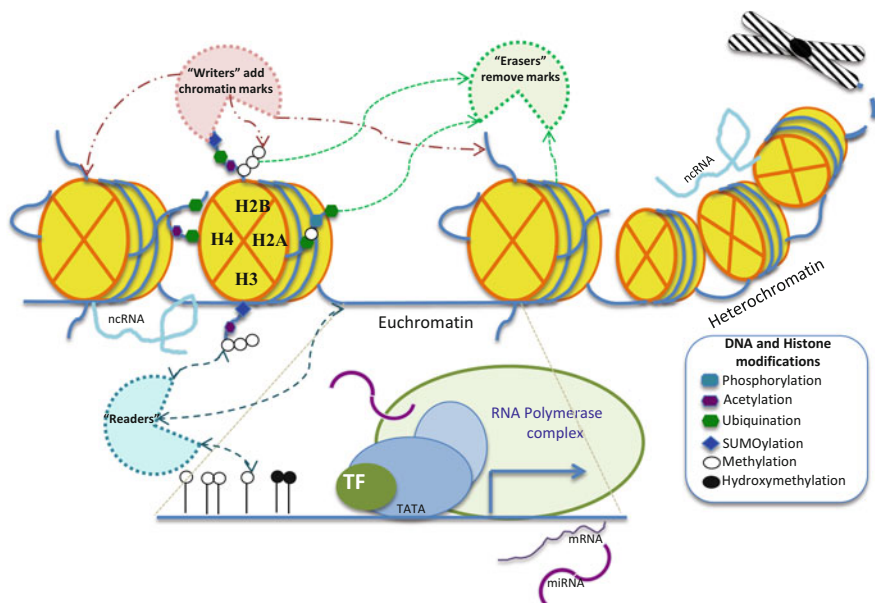 “Writers” add
chromatin marks
“Erasers”
remove marks
ncRNA
H2B
H4
H2A
H3
ncRNA
Euchromatin
Heterochromatin
DNA and Histone
modifications
Phosphorylation
Acetylation
Ubiquination
SUMOylation
Methylation
Hydroxymethylation
“Readers”
RNA Polymerase
complex
TF
TATA
mRNA
miRNA